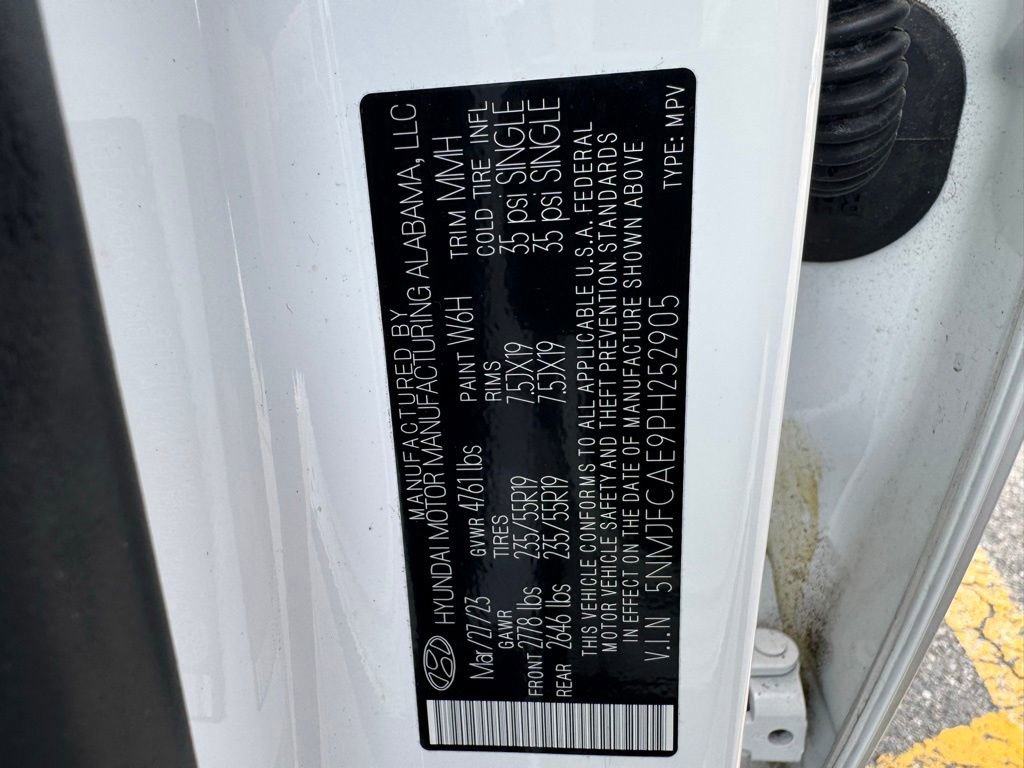 MANUFACTURED BY
HYUNDAI MOTOR MANUFACTURING ALABAMA, LLC
Mar/27/23 GVWR 4761 lbs PAINT W6H TRIM MMH
GAWR TIRES RIMS COLD TIRE INFL
FRONT 2778 lbs 235/55R19 7.5JX19 35 psi SINGLE
REAR 2646 lbs 235/55R19 7.5JX19 35 psi SINGLE
THIS VEHICLE CONFORMS TO ALL APPLICABLE U.S.A. FEDERAL
MOTOR VEHICLE SAFETY AND THEFT PREVENTION STANDARDS
IN EFFECT ON THE DATE OF MANUFACTURE SHOWN ABOVE
V.I.N 5NMJFCAE9PH252905 TYPE: MPV